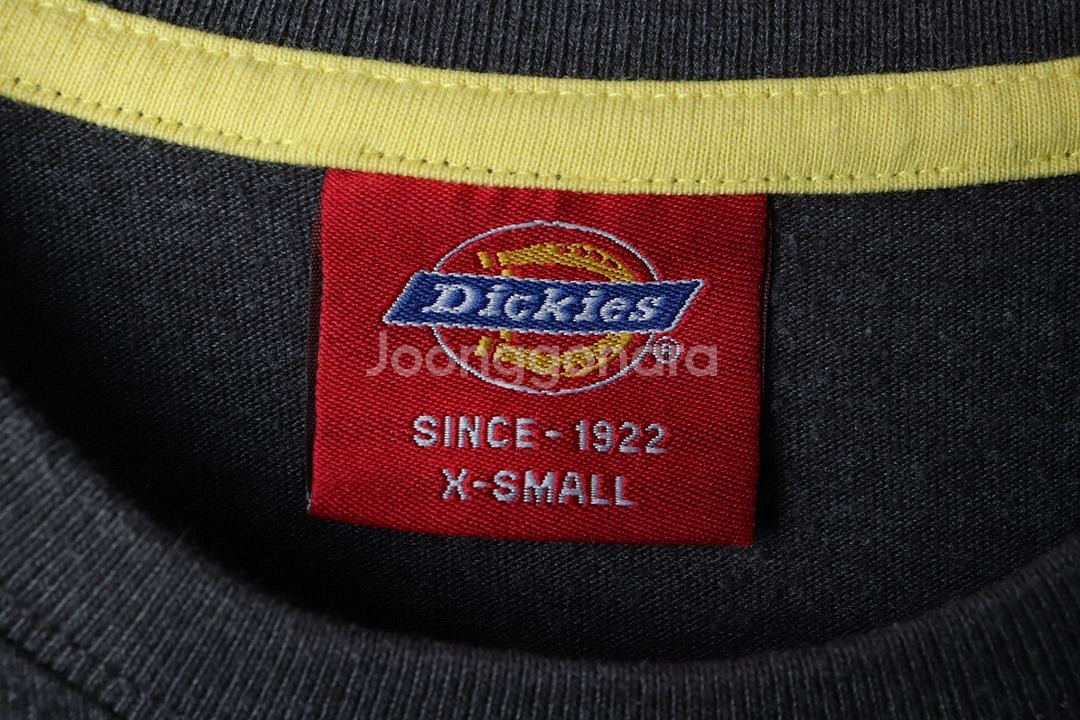 Dickies
®
Joonggonara
SINCE-1922
X-SMALL